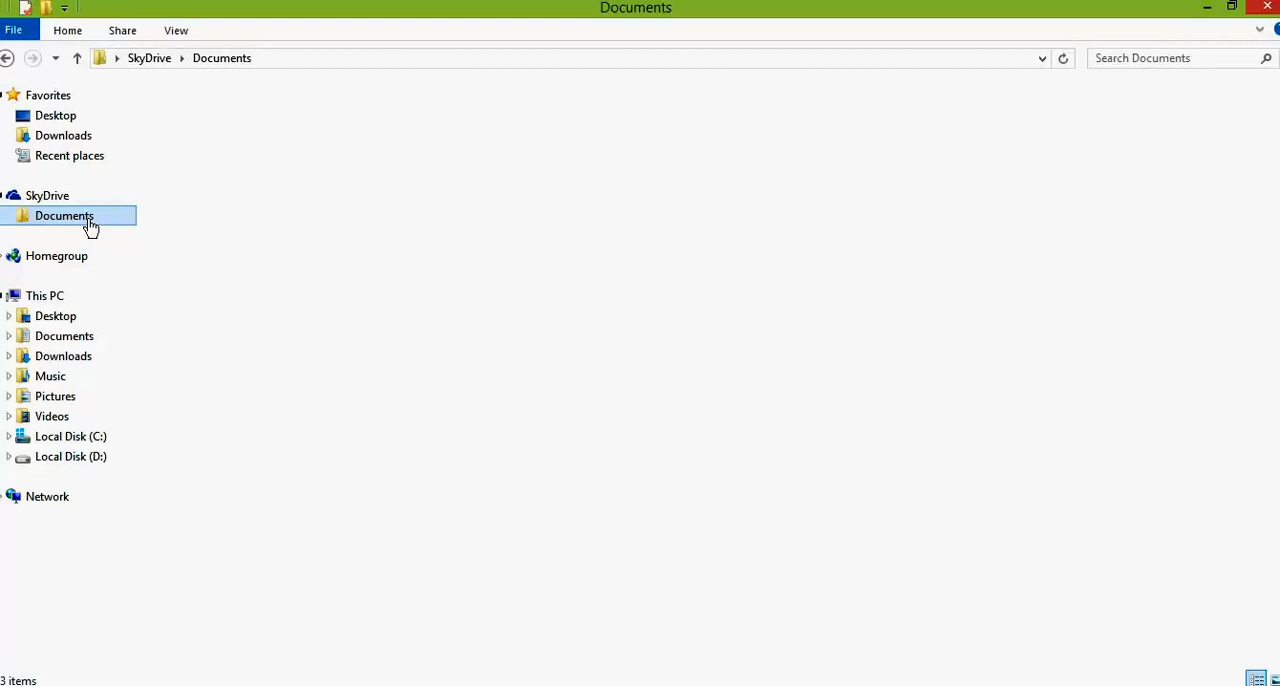 Documents
File Home Share View
SkyDrive Documents Search Documents
Favorites
Desktop
Downloads
Recent places
SkyDrive
Documents
Homegroup
This PC
Desktop
Documents
Downloads
Music
Pictures
Videos
Local Disk (C:)
Local Disk (D:)
Network
3 items